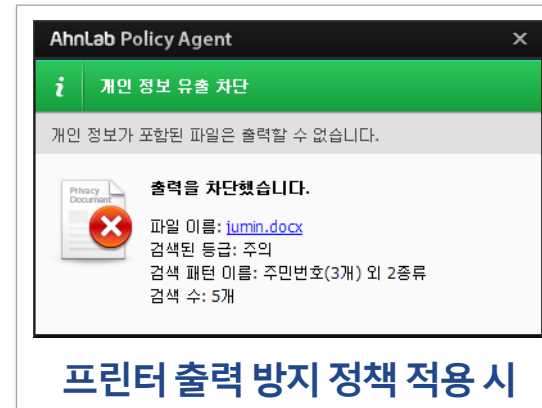 AhnLab Policy Agent
개인 정보 유출 차단
개인 정보가 포함된 파일은 출력할 수 없습니다.
Privacy
Document
출력을 차단했습니다.
파일 이름: jumin.docx
검색된 등급: 주의
검색 패턴 이름: 주민번호(3개) 외 2종류
검색 수: 5개
프린터 출력 방지 정책 적용 시